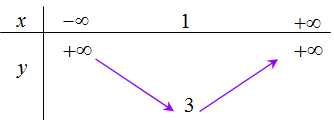 x −∞ 1 +∞
+∞ +∞
y
3